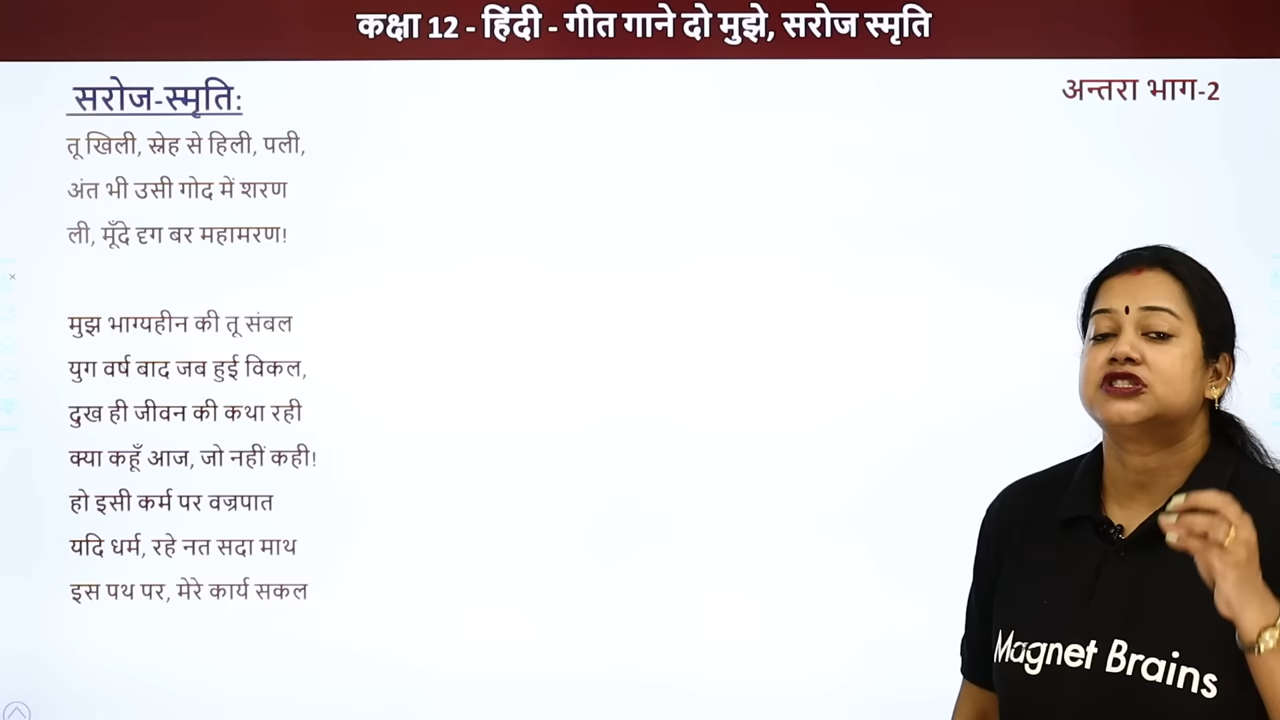 कक्षा 12 - हिंदी - गीत गाने दो मुझे, सरोज स्मृति
सरोज-स्मृति:
अन्तरा भाग-2
तू खिली, स्नेह से हिली, पली,
अंत भी उसी गोद में शरण
ली, मूँदे दृग बर महामरण!
मुझ भाग्यहीन की तू संबल
युग वर्ष बाद जब हुई विकल,
दुख ही जीवन की कथा रही
क्या कहूँ आज, जो नहीं कही!
हो इसी कर्म पर वज्रपात
यदि धर्म, रहे नत सदा माथ
इस पथ पर, मेरे कार्य सकल
Magnet Brains